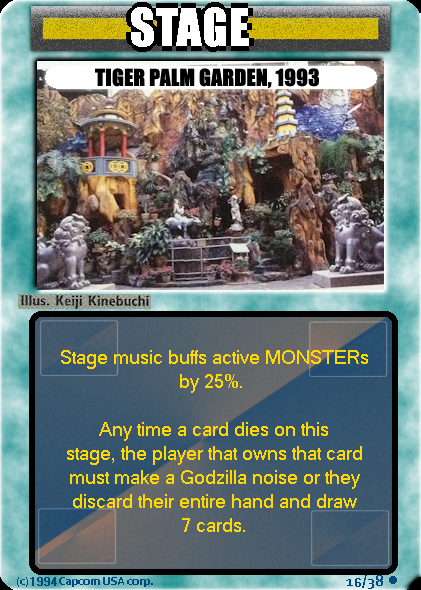 STAGE
TIGER PALM GARDEN, 1993
Illus. Keiji Kinebuchi
Stage music buffs active MONSTERs
by 25%.
Any time a card dies on this
stage, the player that owns that card
must make a Godzilla noise or they
discard their entire hand and draw
7 cards.
(c)1994 Capcom USA corp.
16/38